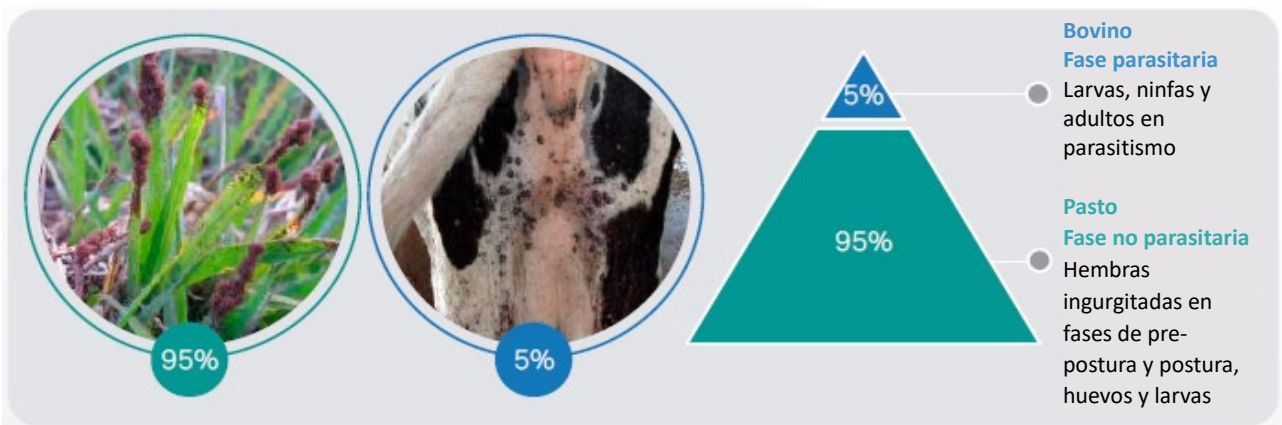 95%
5%
5%
95%
Bovino
Fase parasitaria
Larvas, ninfas y
adultos en
parasitismo
Pasto
Fase no parasitaria
Hembras
ingurgitadas en
fases de pre-
postura y postura,
huevos y larvas